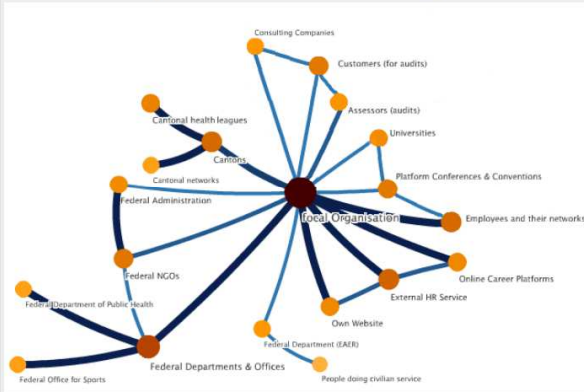 Consulting Companies
Customers (for audits)
Assessors (audits)
Cantonal health leagues
Universities
Cantons
Cantonal networks
Platform Conferences & Conventions
Federal Administration
focal Organisation
Employees and their networks
Federal NGOs
Online Career Platforms
External HR Service
Federal Department of Public Health
Own Website
Federal Department (EAER)
Federal Departments & Offices
People doing civilian service
Federal Office for Sports